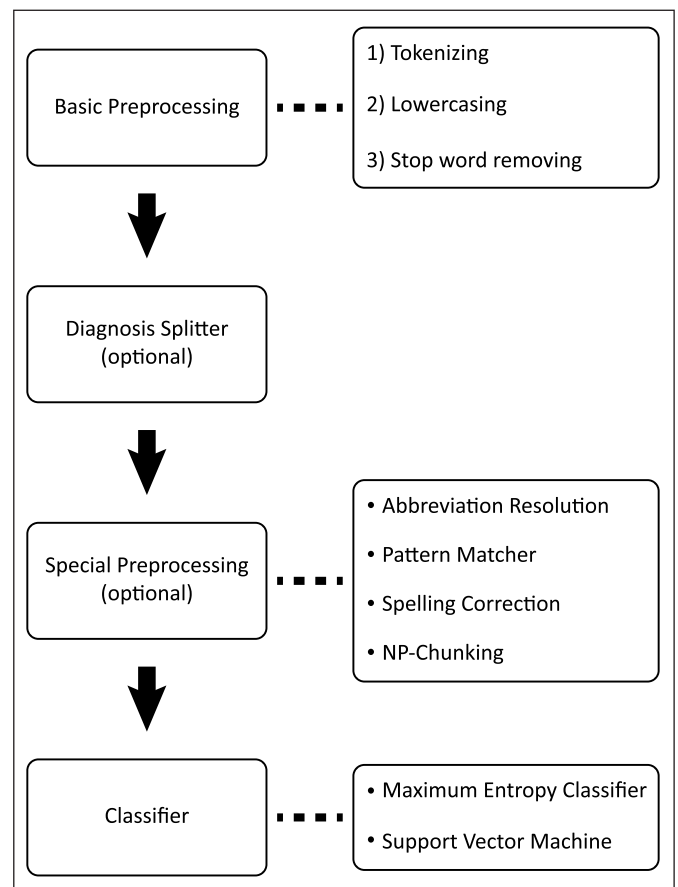 Basic Preprocessing
1) Tokenizing
2) Lowercasing
3) Stop word removing
Diagnosis Splitter
(optional)
Special Preprocessing
(optional)
• Abbreviation Resolution
• Pattern Matcher
• Spelling Correction
• NP-Chunking
Classifier
• Maximum Entropy Classifier
• Support Vector Machine